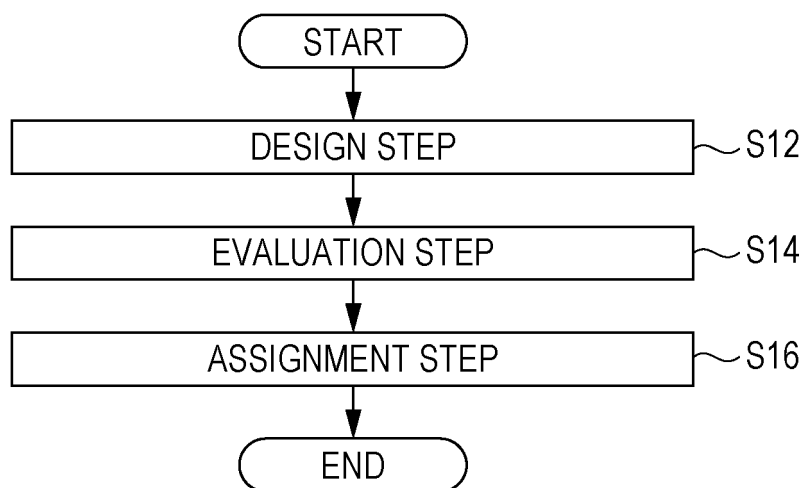 START
DESIGN STEP
S12
EVALUATION STEP
S14
ASSIGNMENT STEP
S16
END